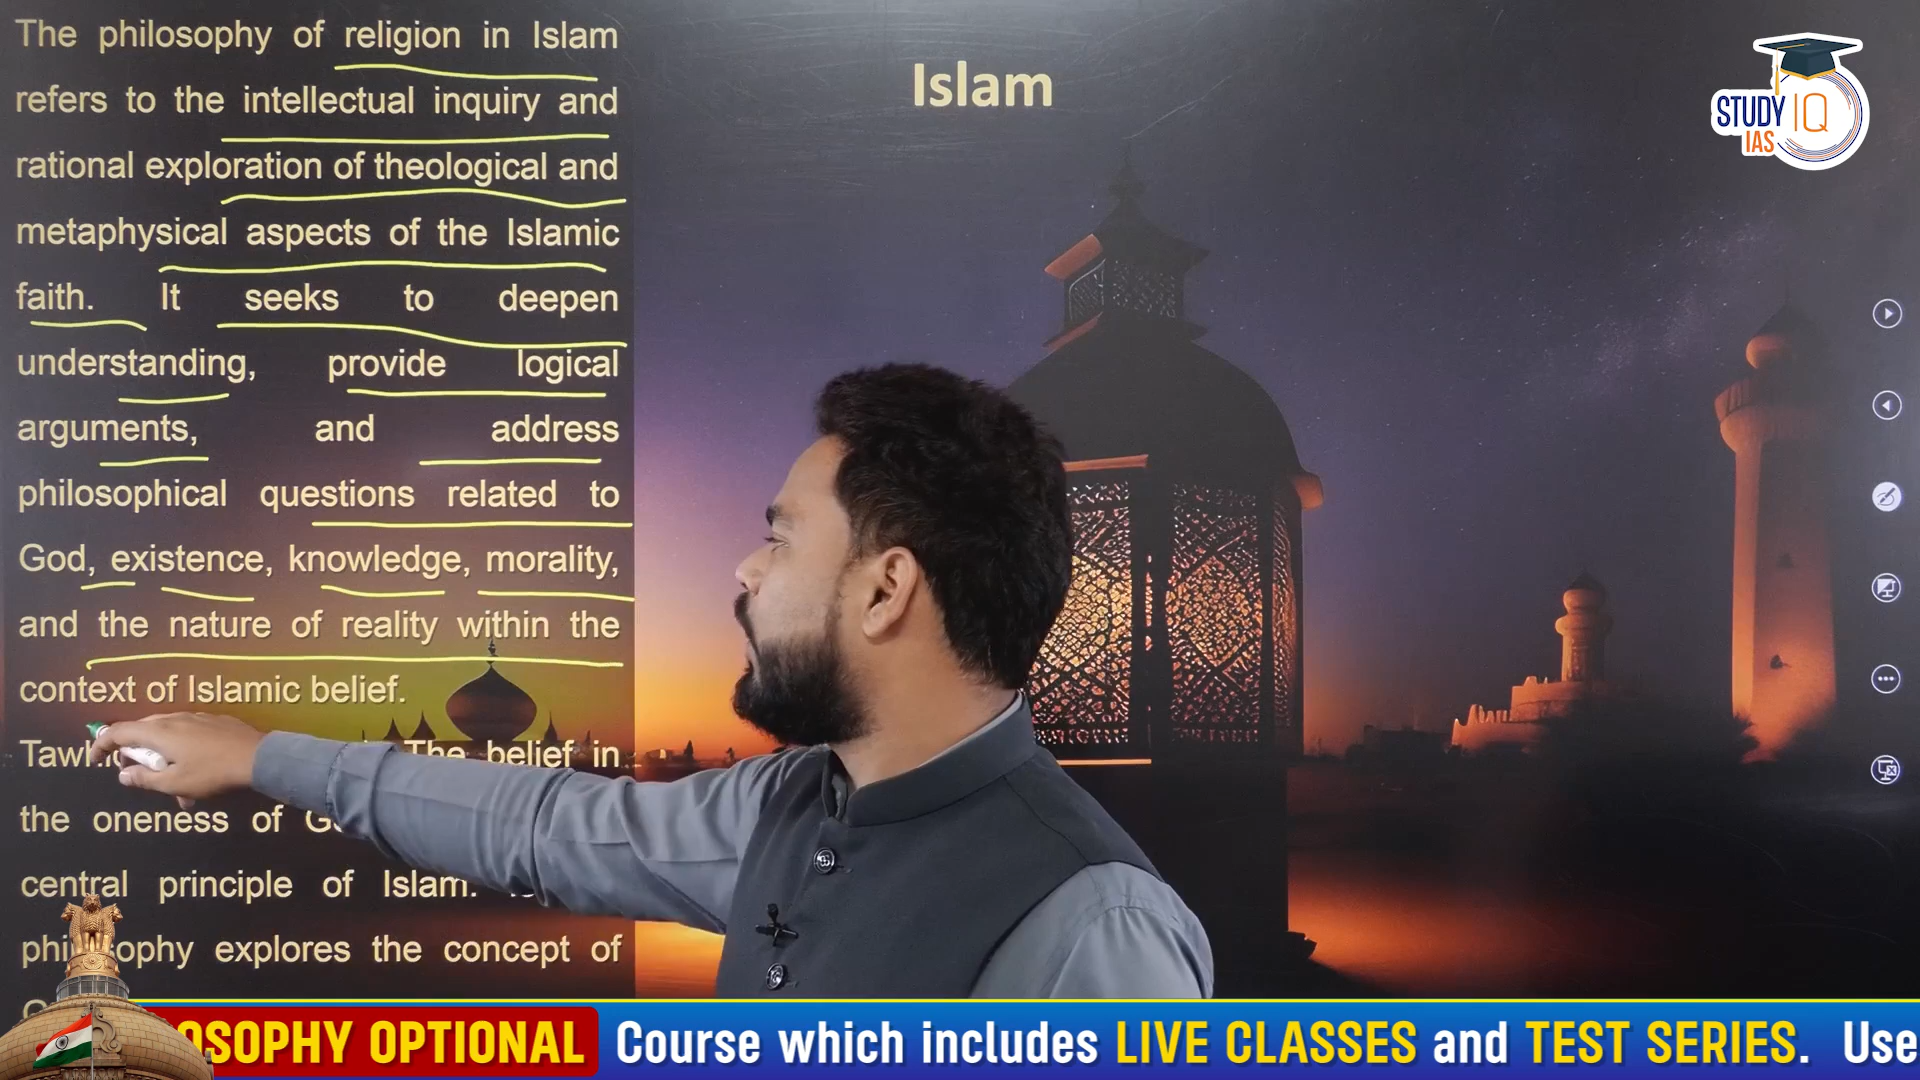 The philosophy of religion in Islam
refers to the intellectual inquiry and
rational exploration of theological and
metaphysical aspects of the Islamic
faith. It seeks to deepen
understanding, provide logical
arguments, and address
philosophical questions related to
God, existence, knowledge, morality,
and the nature of reality within the
context of Islamic belief.
The belief in
the oneness of
central principle of Islam.
explores the concept of
Islam
STUDY IQ
IAS
OSOPHY OPTIONAL Course which includes LIVE CLASSES and TEST SERIES. Use